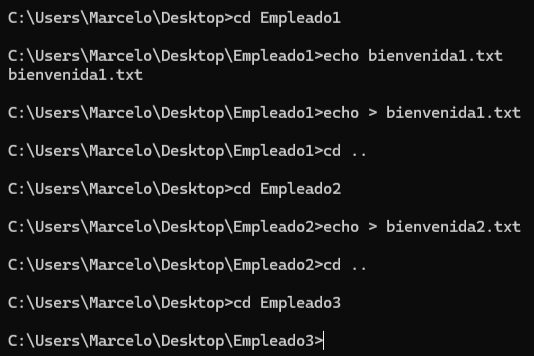 C:\Users\Marcelo\Desktop>cd Empleado1
C:\Users\Marcelo\Desktop\Empleado1>echo bienvenida1.txt
bienvenida1.txt
C:\Users\Marcelo\Desktop\Empleado1>echo > bienvenida1.txt
C:\Users\Marcelo\Desktop\Empleado1>cd ..
C:\Users\Marcelo\Desktop>cd Empleado2
C:\Users\Marcelo\Desktop\Empleado2>echo > bienvenida2.txt
C:\Users\Marcelo\Desktop\Empleado2>cd ..
C:\Users\Marcelo\Desktop>cd Empleado3
C:\Users\Marcelo\Desktop\Empleado3>